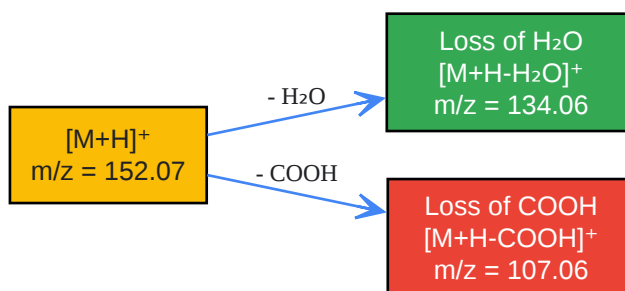 [M+H]⁺
m/z = 152.07
- H₂O
- COOH
Loss of H₂O
[M+H-H₂O]⁺
m/z = 134.06
Loss of COOH
[M+H-COOH]⁺
m/z = 107.06